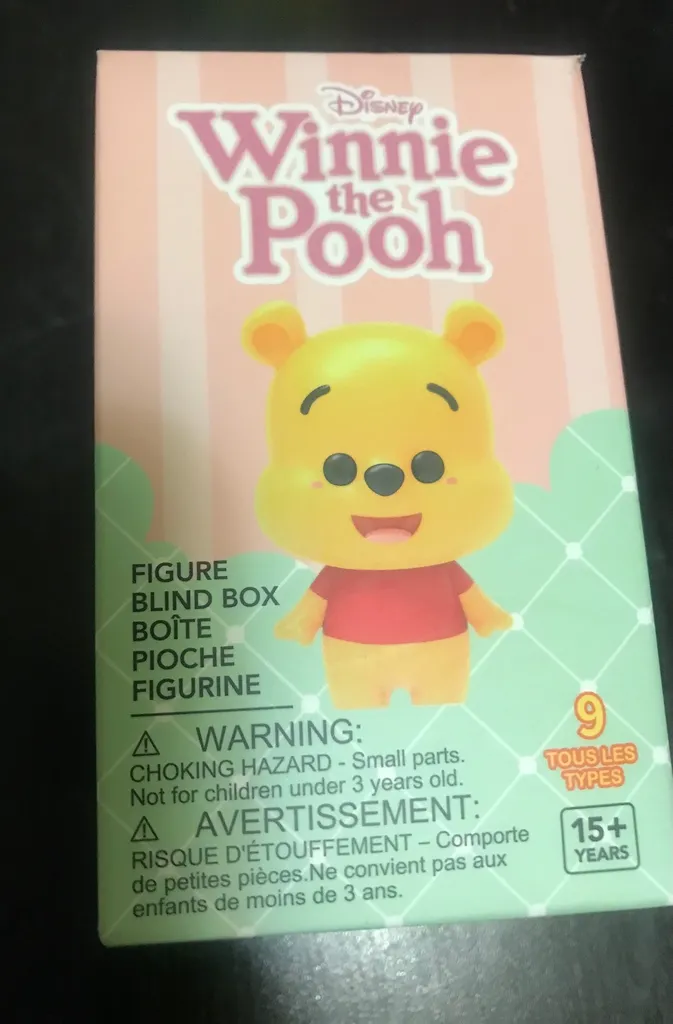 Disney
Winnie
the
Pooh
FIGURE
BLIND BOX
BOÎTE
PIOCHE
FIGURINE
WARNING:
CHOKING HAZARD - Small parts.
Not for children under 3 years old.
AVERTISSEMENT:
RISQUE D'ÉTOUFFEMENT – Comporte
de petites pièces.Ne convient pas aux
enfants de moins de 3 ans.
9
TOUS LES
TYPES
15+
YEARS